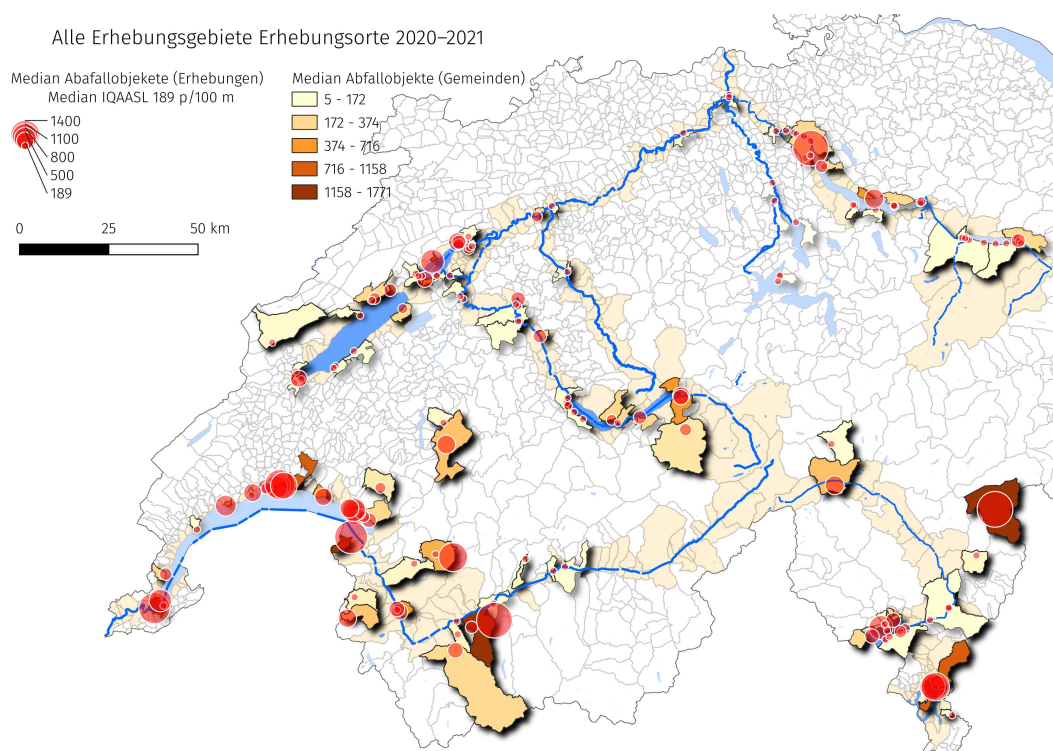 Alle Erhebungsgebiete Erhebungsorte 2020–2021
Median Abafallobjekete (Erhebungen)
Median IQAASL 189 p/100 m
1400
1100
800
500
189
Median Abfallobjekte (Gemeinden)
5 - 172
172 - 374
374 - 716
716 - 1158
1158 - 1771
0 25 50 km